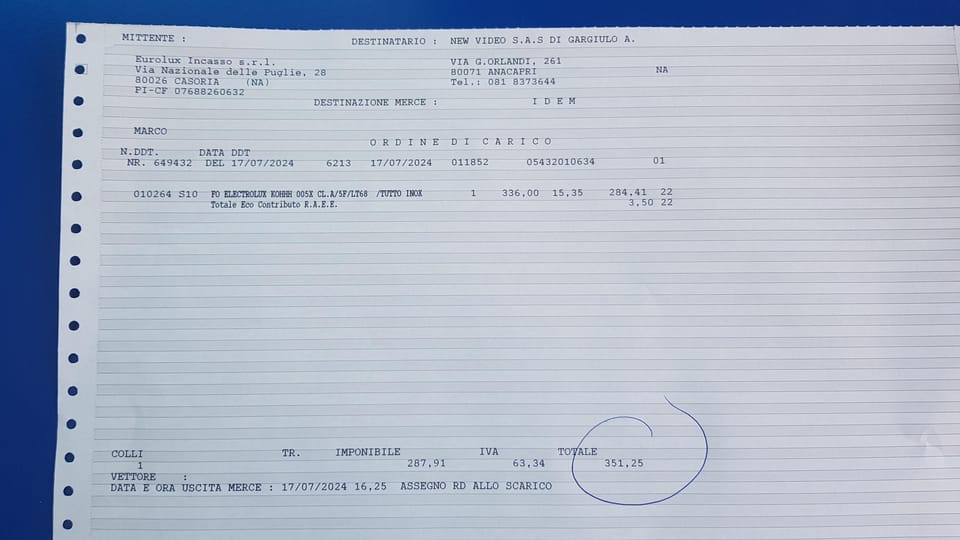 MITTENTE :
DESTINATARIO : NEW VIDEO S.A.S DI GARGIULO A.
Eurolux Incasso s.r.l.
VIA G.ORLANDI, 261
Via Nazionale delle Puglie, 28
80071 ANACAPRI NA
80026 CASORIA (NA)
Tel.: 081 8373644
PI-CF 07688260632
DESTINAZIONE MERCE : I D E M
MARCO
O R D I N E  D I  C A R I C O
N.DDT. DATA DDT
NR. 649432 DEL 17/07/2024 6213 17/07/2024 011852 05432010634 01
010264 S10 FO ELECTROLUX KOHHH 005X CL.A/5F/LT68 /TUTTO INOX 1 336,00 15,35 284,41 22
Totale Eco Contributo R.A.E.E. 3,50 22
COLLI TR. IMPONIBILE IVA TOTALE
1 287,91 63,34 351,25
VETTORE :
DATA E ORA USCITA MERCE : 17/07/2024 16,25 ASSEGNO RD ALLO SCARICO